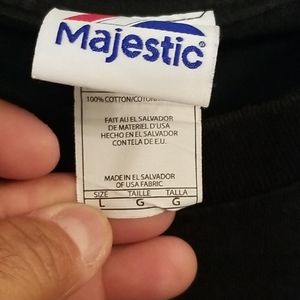 Majestic
100% COTTON/COTON/
FAIT AU EL SALVADOR
DE MATERIEL D'USA
HECHO EN EL SALVADOR
CON TELA DE E.U.
MADE IN EL SALVADOR
OF USA FABRIC
SIZE TAILLE TALLA
L G G